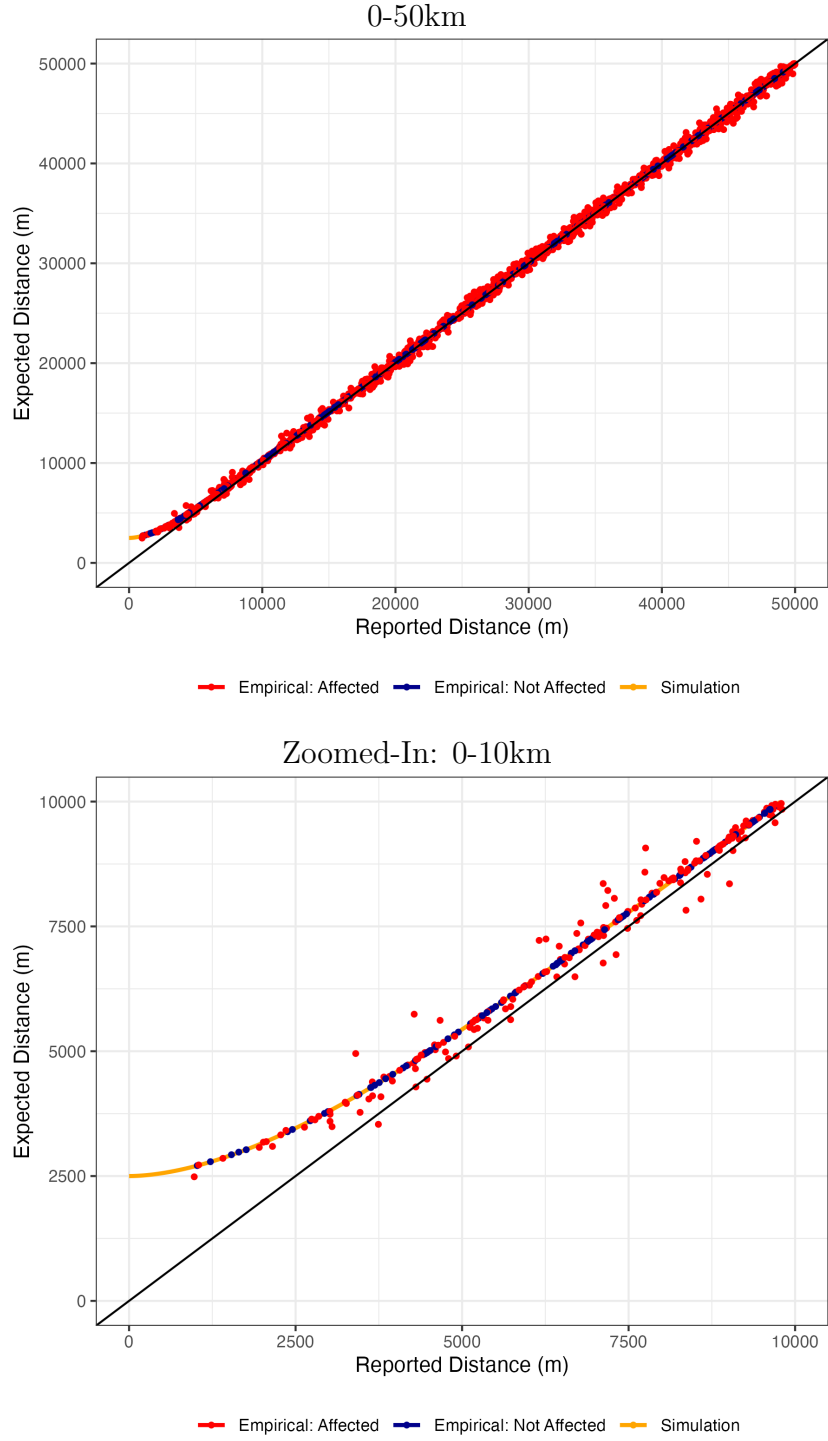 0-50km
50000
40000
30000
20000
10000
0
Expected Distance (m)
0 10000 20000 30000 40000 50000
Reported Distance (m)
Empirical: Affected Empirical: Not Affected Simulation
Zoomed-In: 0-10km
10000
7500
5000
2500
0
Expected Distance (m)
0 2500 5000 7500 10000
Reported Distance (m)
Empirical: Affected Empirical: Not Affected Simulation